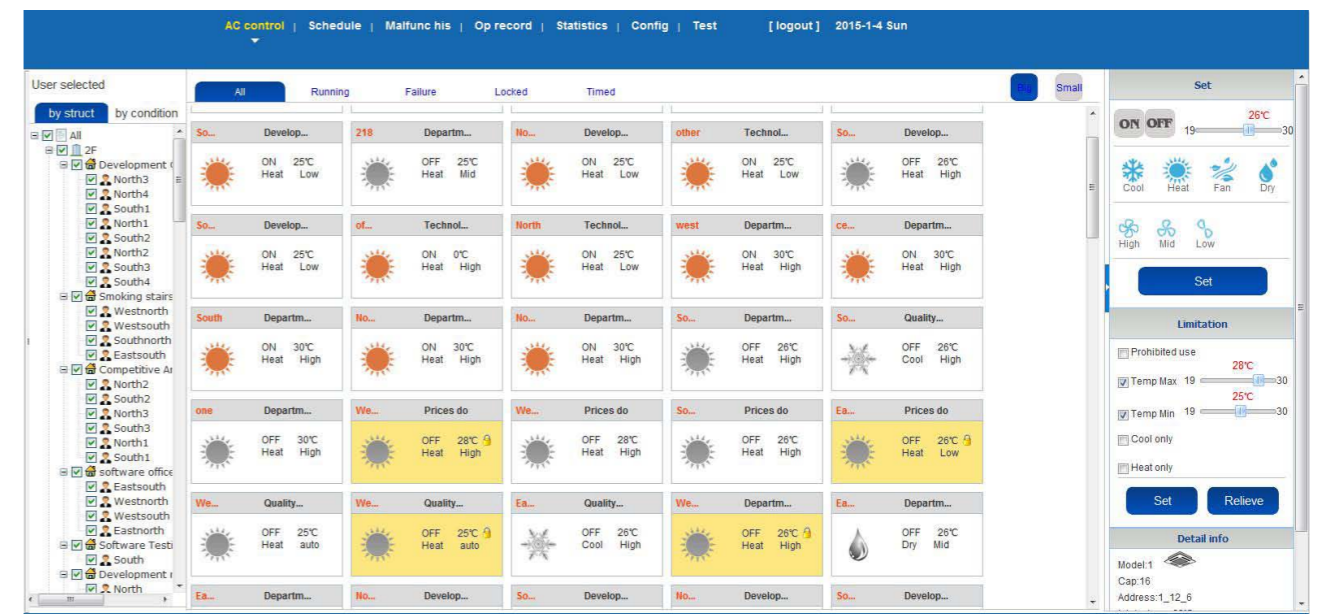 AC control | Schedule | Malfunc his | Op record | Statistics | Config | Test [ logout ] 2015-1-4 Sun
User selected
by struct by condition
All
2F
Development
North3
North4
South1
North1
South2
North2
South3
South4
Smoking stairs
Westnorth
Westsouth
Southnorth
Eastsouth
Competitive
North2
South2
North3
South3
North1
South1
software office
Eastsouth
Westnorth
Westsouth
Eastnorth
Software Testi
South
Development
North
All Running Failure Locked Timed Big Small
So... Develop... 218 Departm... No... Develop... other Technol... So... Develop...
ON 25℃ OFF 25℃ ON 25℃ ON 25℃ OFF 26℃
Heat Low Heat Mid Heat Low Heat Low Heat High
So... Develop... of... Technol... North Technol... west Departm... ce... Departm...
ON 25℃ ON 0℃ ON 25℃ ON 30℃ ON 30℃
Heat Low Heat High Heat Low Heat High Heat High
South Departm... No... Departm... No... Departm... So... Departm... So... Quality...
ON 30℃ ON 30℃ ON 30℃ OFF 26℃ OFF 26℃
Heat High Heat High Heat High Heat High Cool High
one Departm... We... Prices do We... Prices do So... Prices do Ea... Prices do
OFF 30℃ OFF 28℃ OFF 28℃ OFF 26℃ OFF 26℃
Heat High Heat High Heat High Heat High Heat Low
We... Quality... We... Quality... Ea... Quality... We... Departm... Ea... Departm...
OFF 25℃ OFF 25℃ OFF 26℃ OFF 26℃ OFF 26℃
Heat auto Heat auto Cool High Heat High Dry Mid
Ea... Departm... No... Develop... So... Develop... No... Develop... So... Develop...
Set
ON OFF 26℃
19 30
Cool Heat Fan Dry
High Mid Low
Set
Limitation
Prohibited use
28℃
Temp Max 19 30
25℃
Temp Min 19 30
Cool only
Heat only
Set Relieve
Detail info
Model:1
Cap:16
Address:1_12_6